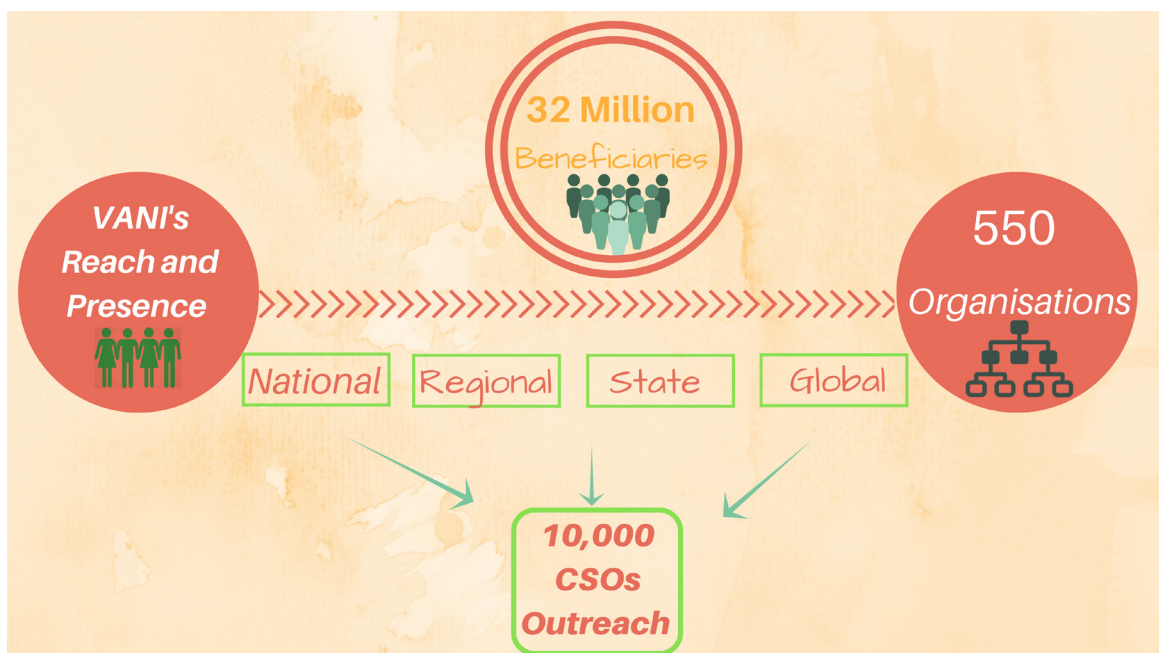 32 Million
Beneficiaries
VANI's
Reach and
Presence
550
Organisations
National
Regional
State
Global
10,000
CSOs
Outreach